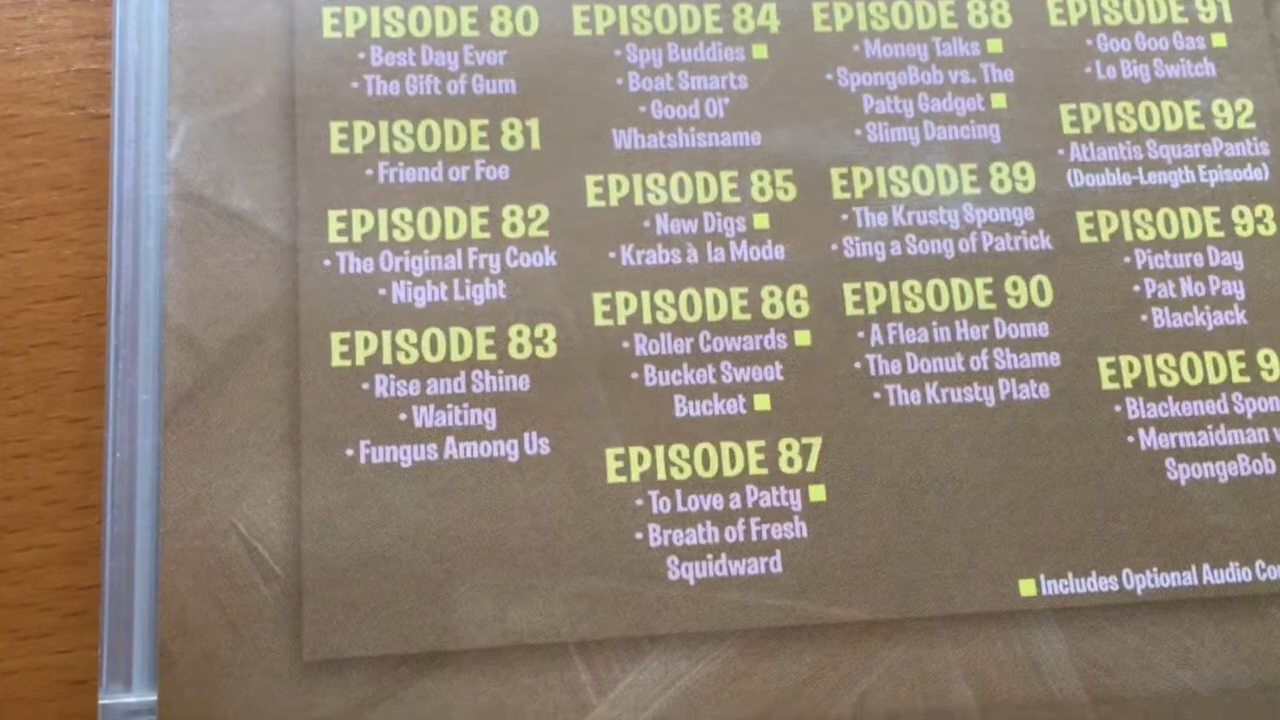 EPISODE 80
• Best Day Ever
• The Gift of Gum
EPISODE 81
• Friend or Foe
EPISODE 82
• The Original Fry Cook
• Night Light
EPISODE 83
• Rise and Shine
• Waiting
• Fungus Among Us
EPISODE 84
• Spy Buddies
• Boat Smarts
• Good Ol'
Whatshisname
EPISODE 85
• New Digs
• Krabs à la Mode
EPISODE 86
• Roller Cowards
• Bucket Sweet
Bucket
EPISODE 87
• To Love a Patty
• Breath of Fresh
Squidward
EPISODE 88
• Money Talks
• SpongeBob vs. The
Patty Gadget
• Slimy Dancing
EPISODE 89
• The Krusty Sponge
• Sing a Song of Patrick
EPISODE 90
• A Flea in Her Dome
• The Donut of Shame
• The Krusty Plate
EPISODE 91
• Goo Goo Gas
• Le Big Switch
EPISODE 92
• Atlantis SquarePantis
(Double-Length Episode)
EPISODE 93
• Picture Day
• Pat No Pay
• Blackjack
EPISODE 9
• Blackened Spon
• Mermaidman
SpongeBob
Includes Optional Audio